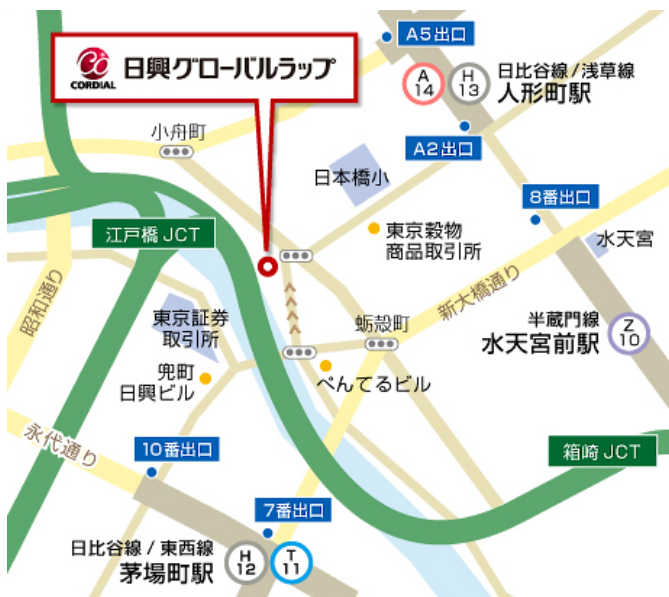 A5出口
CORDIAL
日興グローバルラップ
A
14
H
13
日比谷線/浅草線
人形町駅
小舟町
A2出口
日本橋小
8番出口
江戸橋 JCT
東京穀物
商品取引所
水天宮
昭和通り
新大橋通り
東京証券
取引所
蛎殻町
半蔵門線
水天宮前駅
Z
10
兜町
日興ビル
ぺんてるビル
永代通り
10番出口
箱崎 JCT
7番出口
日比谷線 / 東西線
茅場町駅
H
12
T
11